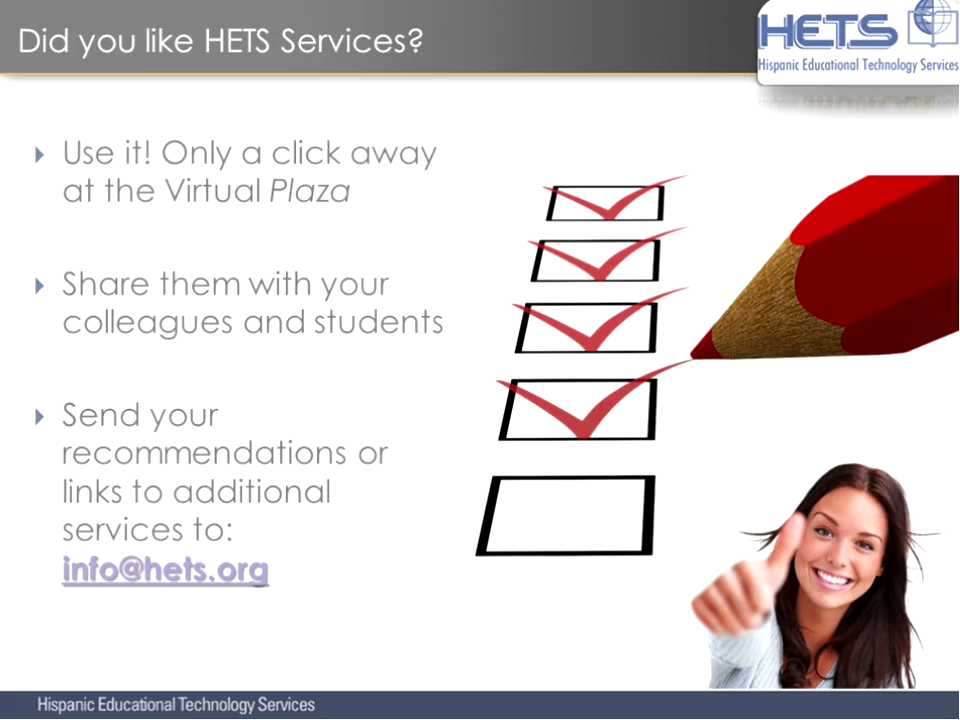 Did you like HETS Services?
HETS
Hispanic Educational Technology Services
Use it! Only a click away
at the Virtual Plaza
Share them with your
colleagues and students
Send your
recommendations or
links to additional
services to:
info@hets.org
Hispanic Educational Technology Services